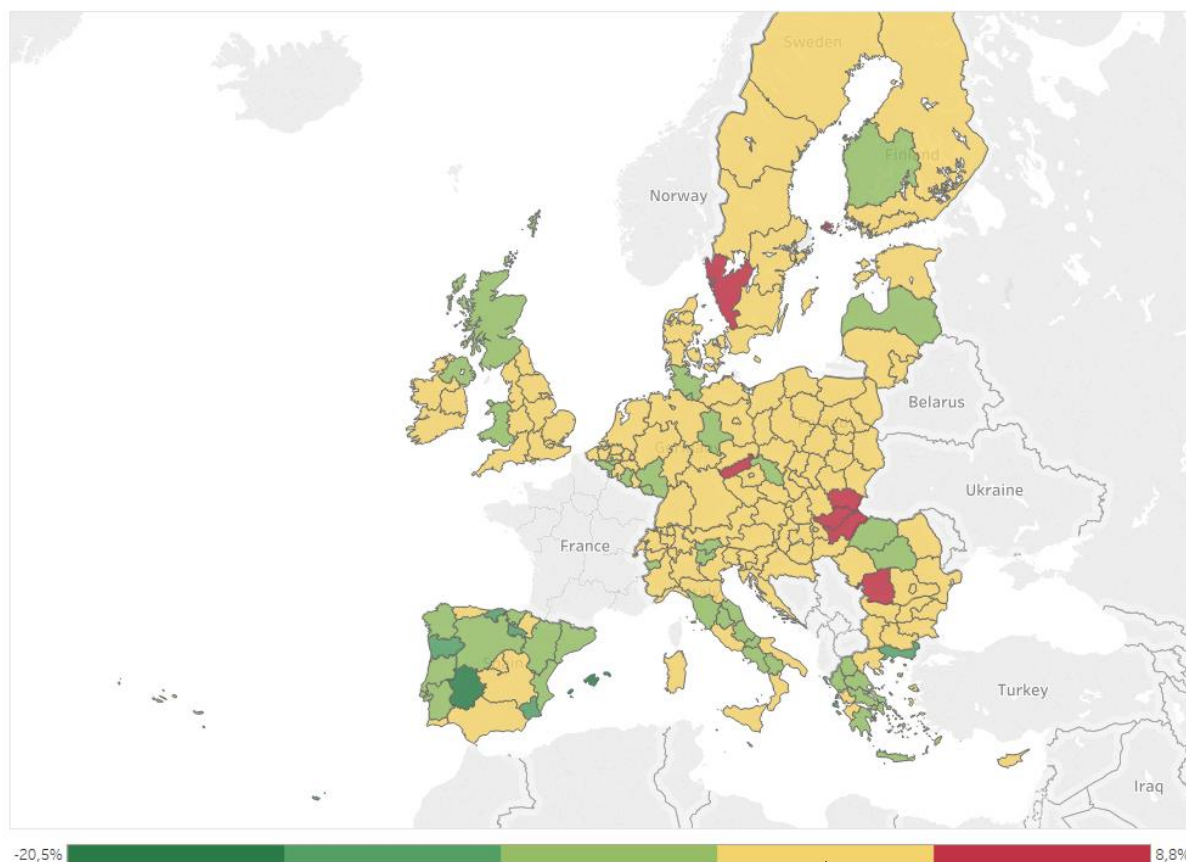 Sweden
Finland
Norway
Belarus
Ukraine
France
Turkey
Iraq
-20,5%
8,8%